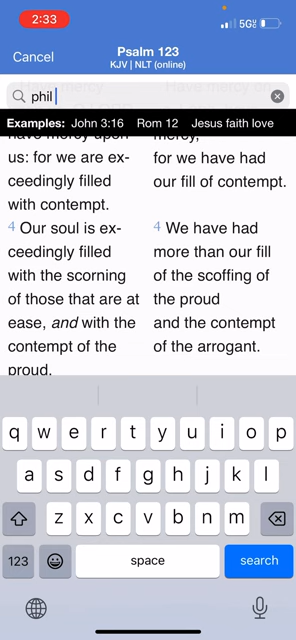 2:33
5G
Cancel
Psalm 123
KJV | NLT (online)
phil
Examples: John 3:16 Rom 12 Jesus faith love
have mercy upon
us: for we are ex-
ceedingly filled
with contempt.
4 Our soul is ex-
ceedingly filled
with the scorning
of those that are at
ease, and with the
contempt of the
proud.
mercy,
for we have had
our fill of contempt.
4 We have had
more than our fill
of the scoffing of
the proud
and the contempt
of the arrogant.
q w e r t y u i o p
a s d f g h j k l
z x c v b n m
123 space search